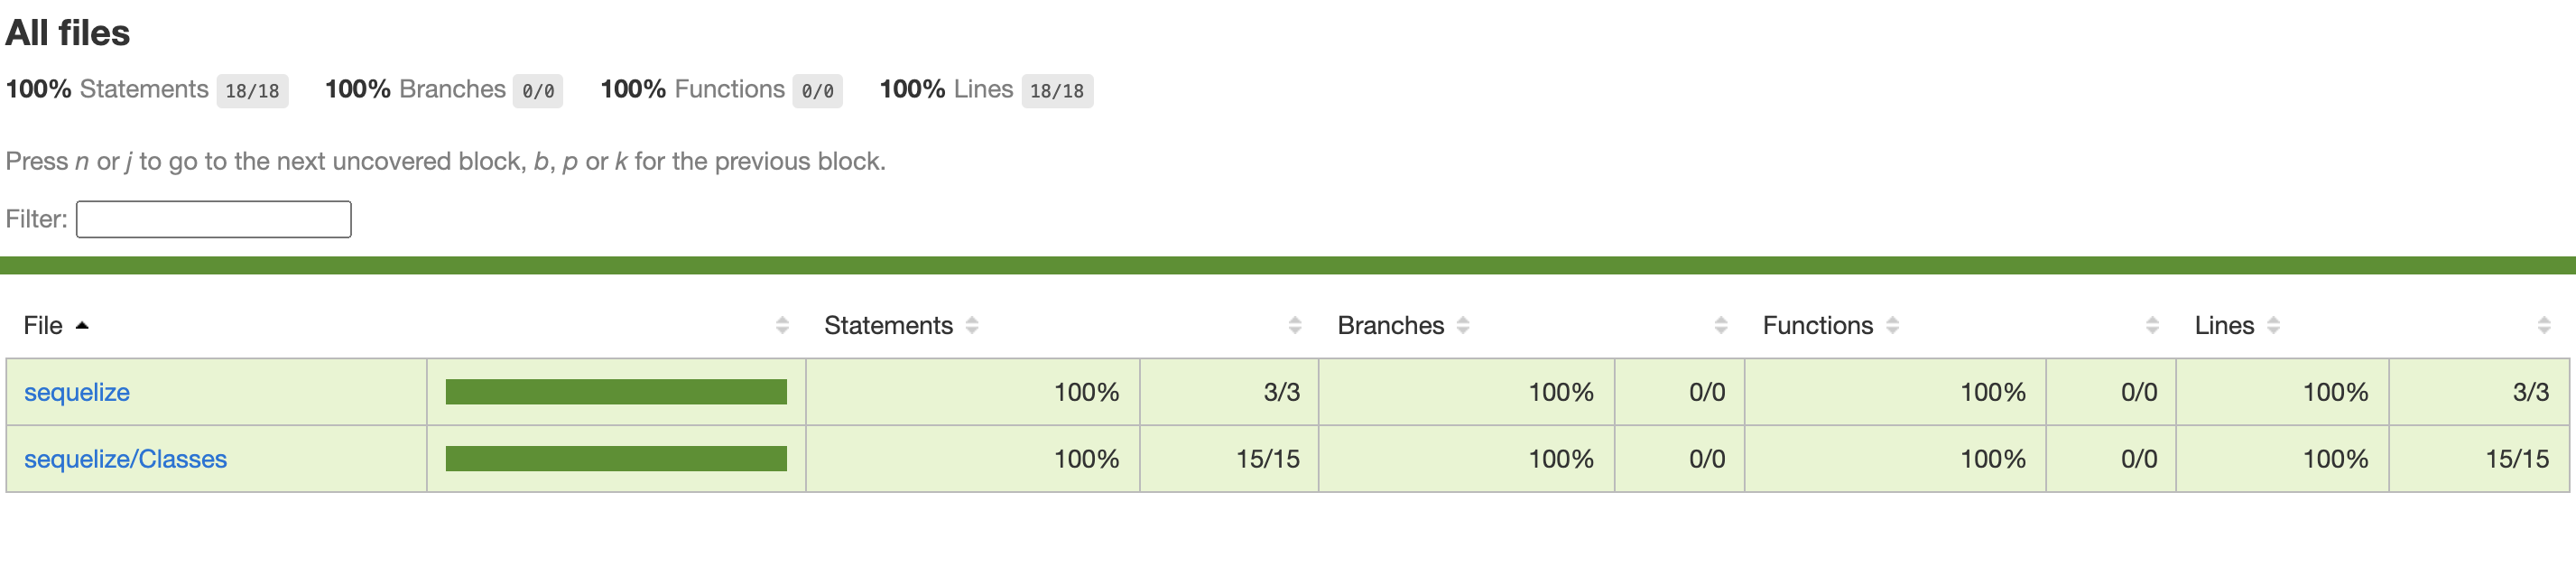 All files
100% Statements 18/18 100% Branches 0/0 100% Functions 0/0 100% Lines 18/18
Press n or j to go to the next uncovered block, b, p or k for the previous block.
Filter:
File Statements Branches Functions Lines
sequelize 100% 3/3 100% 0/0 100% 0/0 100% 3/3
sequelize/Classes 100% 15/15 100% 0/0 100% 0/0 100% 15/15